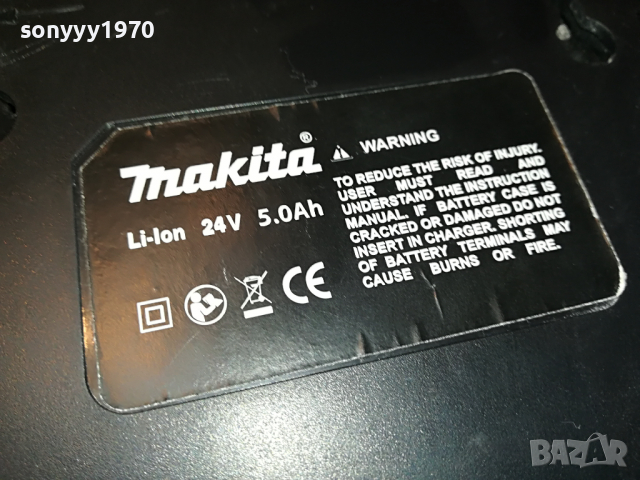 sonyyy1970
makita®
Li-Ion 24V 5.0Ah
CE
WARNING
TO REDUCE THE RISK OF INJURY.
USER MUST READ AND
UNDERSTAND THE INSTRUCTION
MANUAL. IF BATTERY CASE IS
CRACKED OR DAMAGED DO NOT
INSERT IN CHARGER. SHORTING
OF BATTERY TERMINALS MAY
CAUSE BURNS OR FIRE.
BAZAR